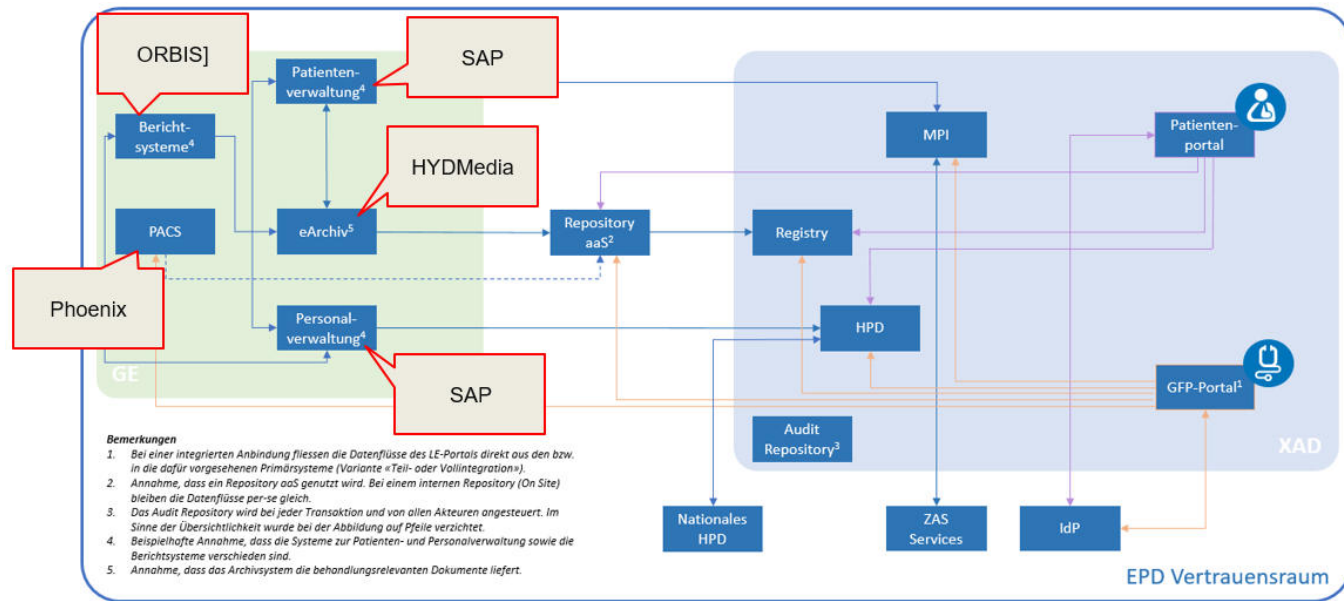 ORBIS]
SAP
Patienten-
verwaltung4
Bericht-
systeme4
MPI
Patienten-
portal
HYDMedia
PACS
eArchiv5
Repository
aaS2
Registry
Phoenix
Personal-
verwaltung4
HPD
GE
SAP
GFP-Portal1
Audit
Repository3
XAD
Bemerkungen
1. Bei einer integrierten Anbindung fliessen die Datenflüsse des LE-Portals direkt aus den bzw.
in die dafür vorgesehenen Primärsysteme (Variante «Teil- oder Vollintegration»).
2. Annahme, dass ein Repository aaS genutzt wird. Bei einem internen Repository (On Site)
bleiben die Datenflüsse per-se gleich.
3. Das Audit Repository wird bei jeder Transaktion und von allen Akteuren angesteuert. Im
Sinne der Übersichtlichkeit wurde bei der Abbildung auf Pfeile verzichtet.
4. Beispielhafte Annahme, dass die Systeme zur Patienten- und Personalverwaltung sowie die
Berichtsysteme verschieden sind.
5. Annahme, dass das Archivsystem die behandlungsrelevanten Dokumente liefert.
Nationales
HPD
ZAS
Services
IdP
EPD Vertrauensraum